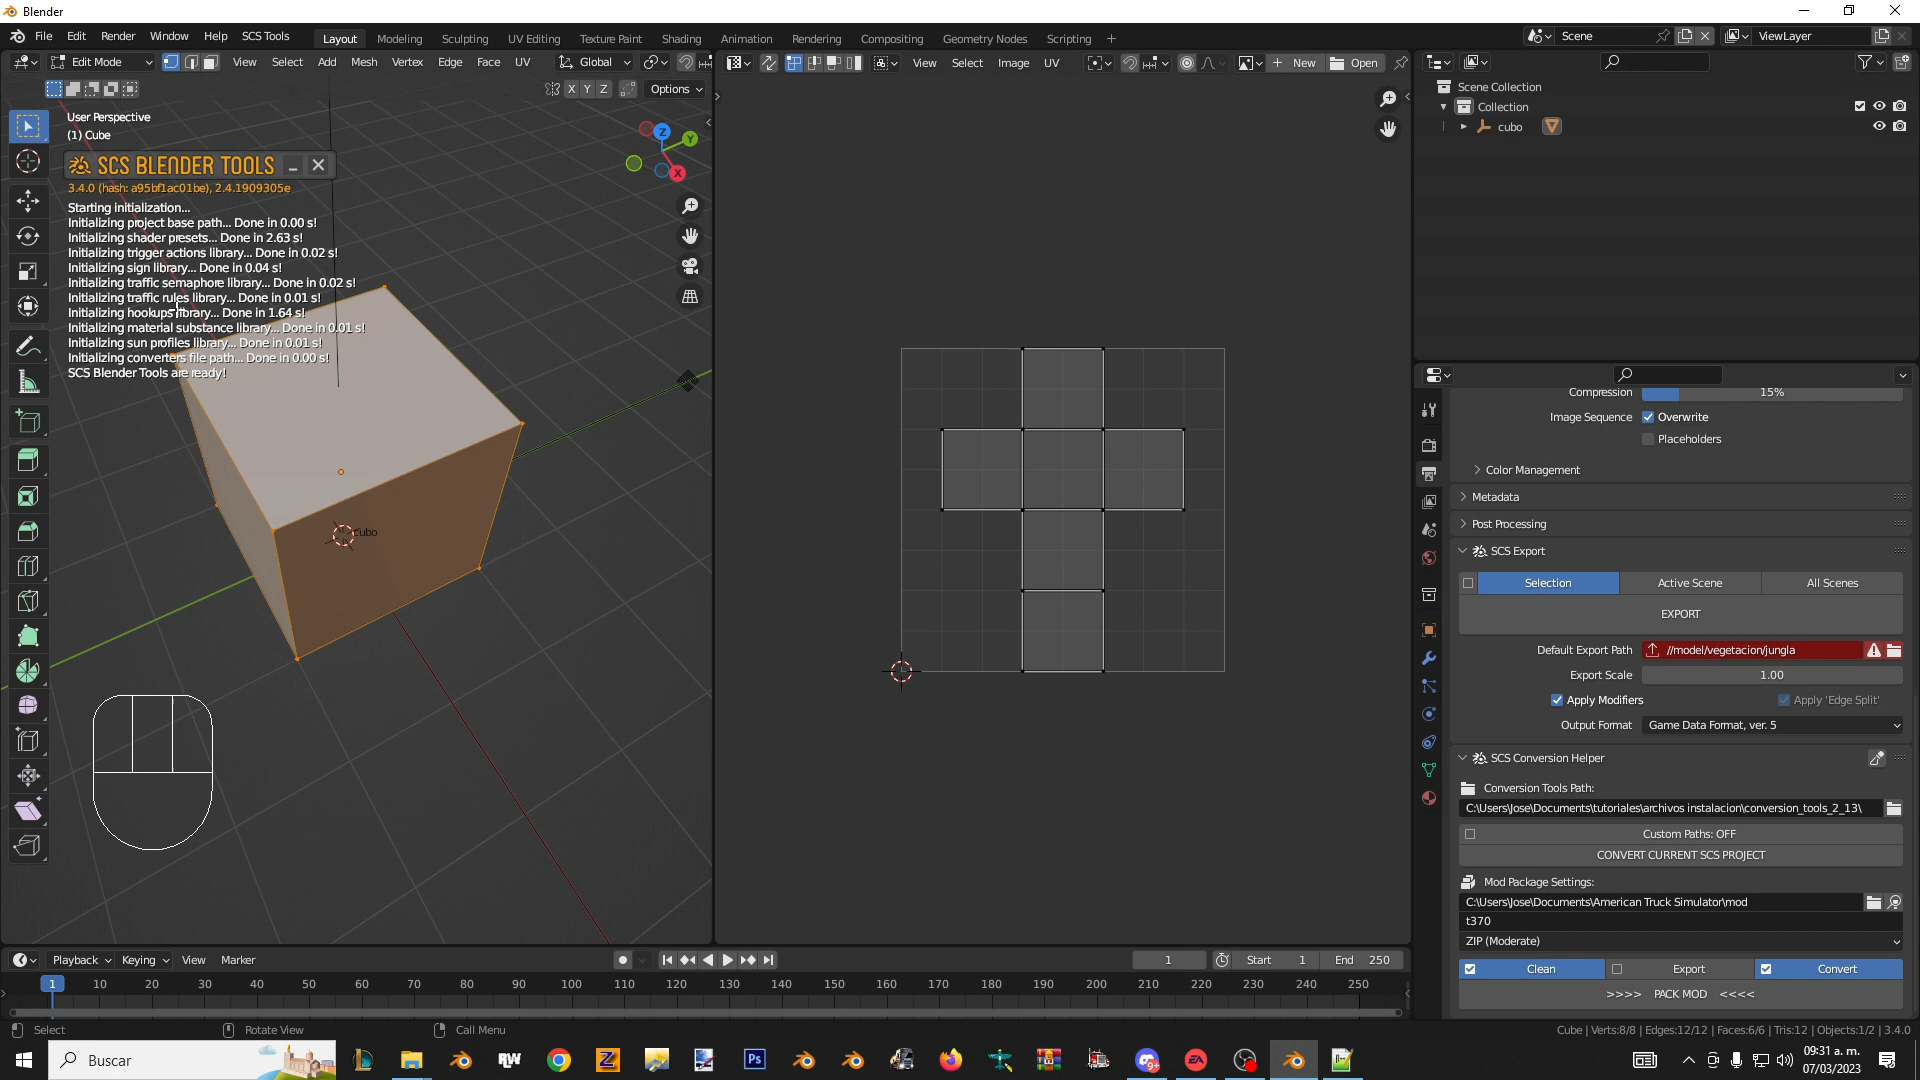 Blender
File Edit Render Window Help SCS Tools Layout Modeling Sculpting UV Editing Texture Paint Shading Animation Rendering Compositing Geometry Nodes Scripting + Scene ViewLayer
Edit Mode View Select Add Mesh Vertex Edge Face UV Global View Select Image UV New Open
X Y Z Options
User Perspective
(1) Cube
SCS BLENDER TOOLS
3.4.0 (hash: a95bf1ac01be), 2.4.1909305e
Starting initialization...
Initializing project base path... Done in 0.00 s!
Initializing shader presets... Done in 2.63 s!
Initializing trigger actions library... Done in 0.02 s!
Initializing sign library... Done in 0.04 s!
Initializing traffic semaphore library... Done in 0.02 s!
Initializing traffic rules library... Done in 0.01 s!
Initializing hookups library... Done in 1.64 s!
Initializing material substance library... Done in 0.01 s!
Initializing sun profiles library... Done in 0.01 s!
Initializing converters file path... Done in 0.00 s!
SCS Blender Tools are ready!
Z
Y
X
cubo
Scene Collection
Collection
cubo
Compression 15%
Image Sequence Overwrite
Placeholders
Color Management
Metadata
Post Processing
SCS Export
Selection Active Scene All Scenes
EXPORT
Default Export Path //model/vegetacion/jungla
Export Scale 1.00
Apply Modifiers Apply 'Edge Split'
Output Format Game Data Format, ver. 5
SCS Conversion Helper
Conversion Tools Path:
C:\Users\Jose\Documents\tutoriales\archivos instalacion\conversion_tools_2_13\
Custom Paths: OFF
CONVERT CURRENT SCS PROJECT
Mod Package Settings:
C:\Users\Jose\Documents\American Truck Simulator\mod
t370
ZIP (Moderate)
Clean Export Convert
>>>> PACK MOD <<<<
Playback Keying View Marker 1 Start 1 End 250
1 10 20 30 40 50 60 70 80 90 100 110 120 130 140 150 160 170 180 190 200 210 220 230 240 250
Select Rotate View Call Menu Cube | Verts:8/8 | Edges:12/12 | Faces:6/6 | Tris:12 | Objects:1/2 | 3.4.0
Buscar
RW
Z
Ps
9+
EA
09:31 a. m.
07/03/2023